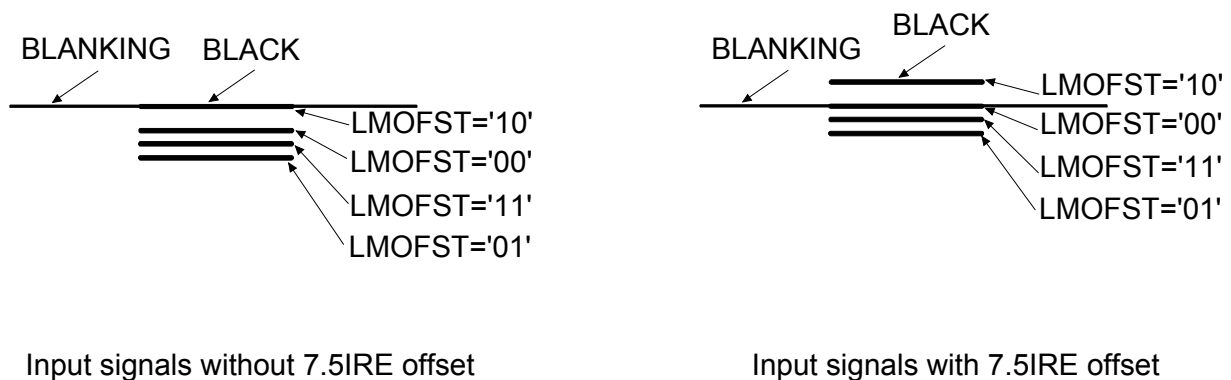 BLANKING
BLACK
LMOFST='10'
LMOFST='00'
LMOFST='11'
LMOFST='01'
Input signals without 7.5IRE offset
BLANKING
BLACK
LMOFST='10'
LMOFST='00'
LMOFST='11'
LMOFST='01'
Input signals with 7.5IRE offset